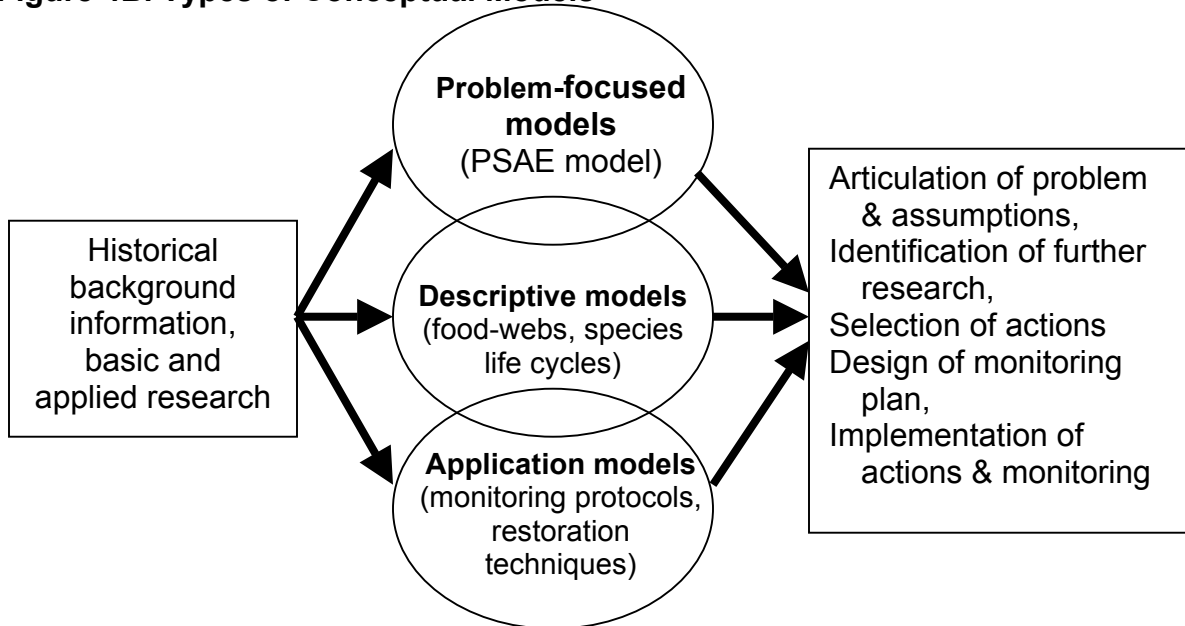 Figure Types of Conceptual Models
Historical
background
information,
basic and
applied research
Problem-focused
models
(PSAE model)
Descriptive models
(food-webs, species
life cycles)
Application models
(monitoring protocols,
restoration
techniques)
Articulation of problem
& assumptions,
Identification of further
research,
Selection of actions
Design of monitoring
plan,
Implementation of
actions & monitoring